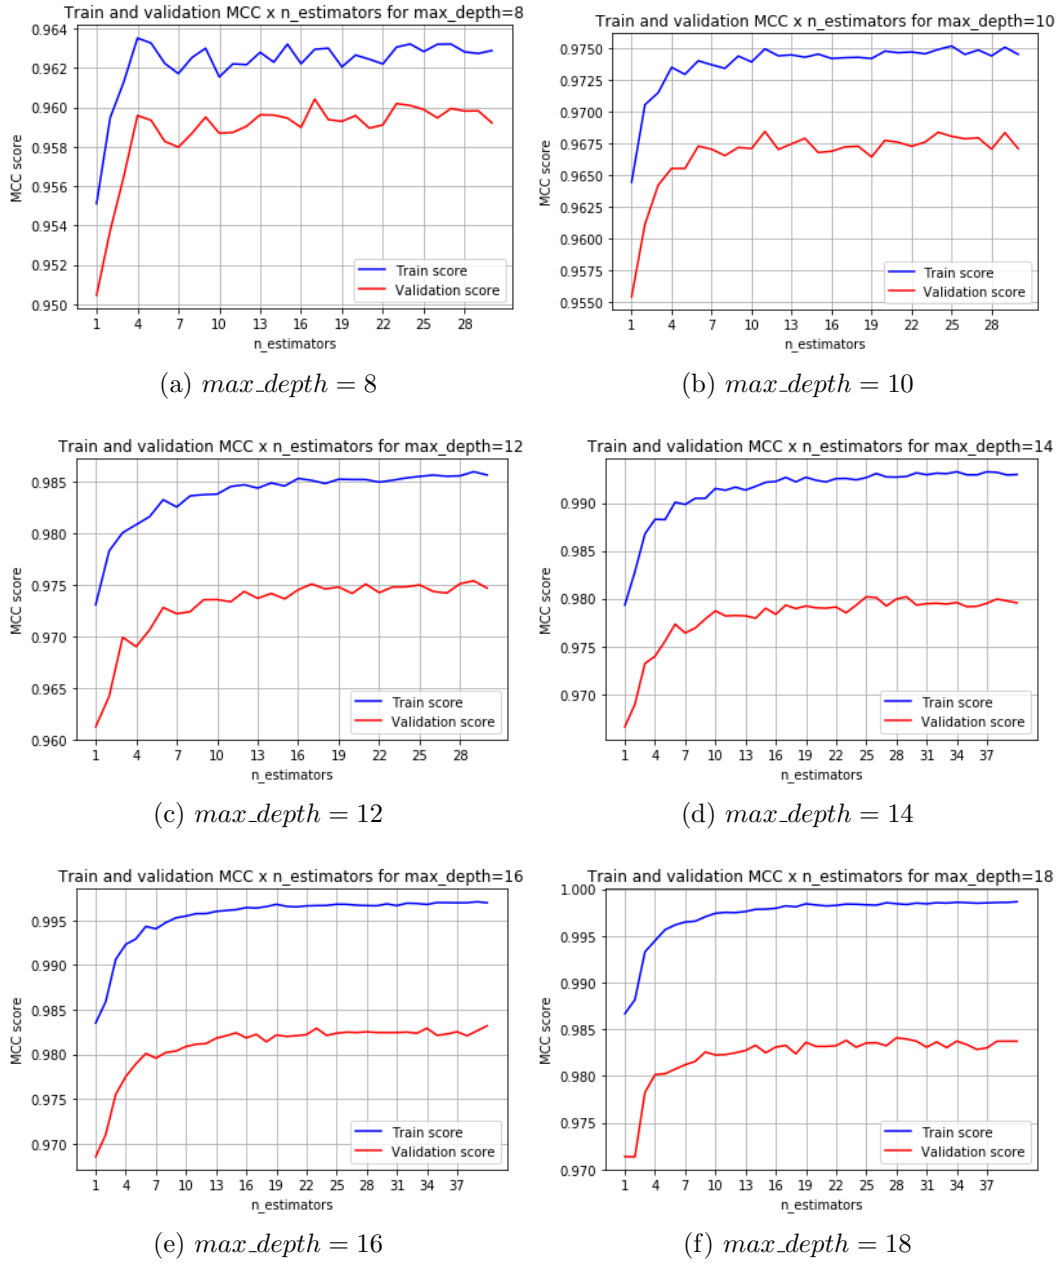 Train and validation MCC x n_estimators for max_depth=8
0.964
0.962
0.960
0.958
0.956
0.954
0.952
0.950
MCC score
Train score
Validation score
1 4 7 10 13 16 19 22 25 28
n_estimators
(a) max_depth = 8
Train and validation MCC x n_estimators for max_depth=10
0.9750
0.9725
0.9700
0.9675
0.9650
0.9625
0.9600
0.9575
0.9550
MCC score
Train score
Validation score
1 4 7 10 13 16 19 22 25 28
n_estimators
(b) max_depth = 10
Train and validation MCC x n_estimators for max_depth=12
0.985
0.980
0.975
0.970
0.965
0.960
MCC score
Train score
Validation score
1 4 7 10 13 16 19 22 25 28
n_estimators
(c) max_depth = 12
Train and validation MCC x n_estimators for max_depth=14
0.990
0.985
0.980
0.975
0.970
MCC score
Train score
Validation score
1 4 7 10 13 16 19 22 25 28 31 34 37
n_estimators
(d) max_depth = 14
Train and validation MCC x n_estimators for max_depth=16
0.995
0.990
0.985
0.980
0.975
0.970
MCC score
Train score
Validation score
1 4 7 10 13 16 19 22 25 28 31 34 37
n_estimators
(e) max_depth = 16
Train and validation MCC x n_estimators for max_depth=18
1.000
0.995
0.990
0.985
0.980
0.975
0.970
MCC score
Train score
Validation score
1 4 7 10 13 16 19 22 25 28 31 34 37
n_estimators
(f) max_depth = 18